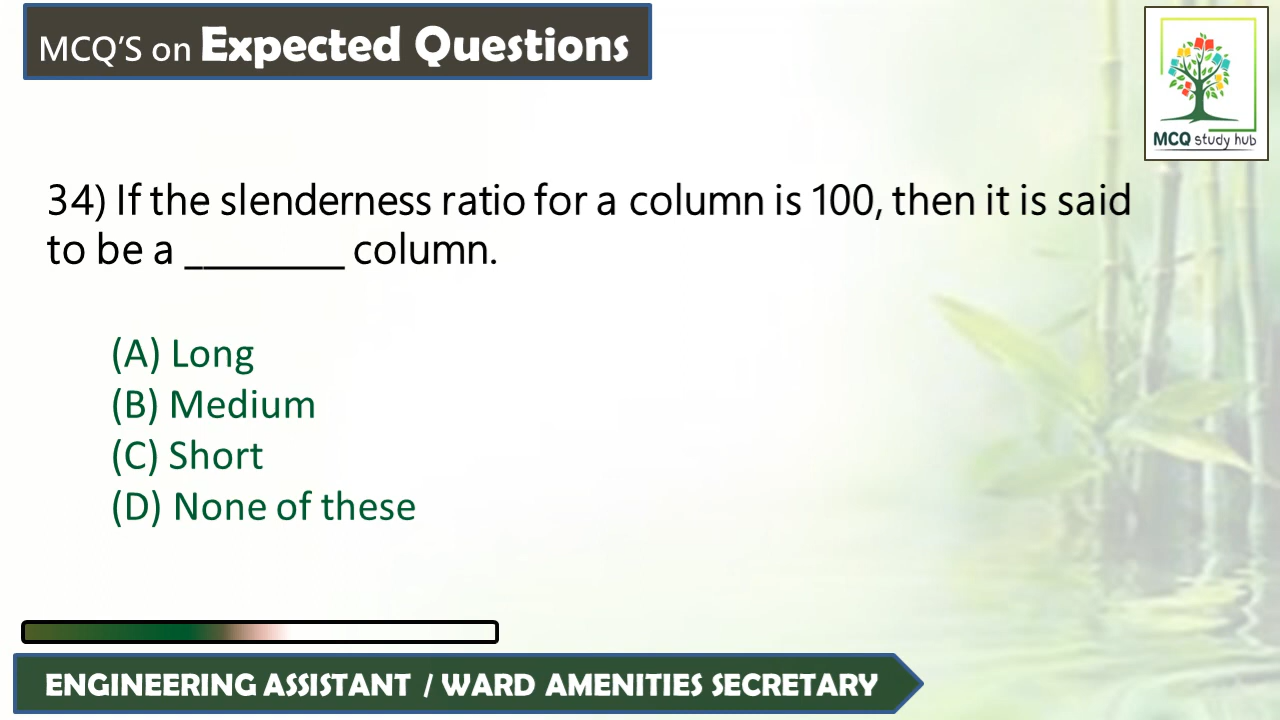 MCQ'S on Expected Questions
MCQ study hub
34) If the slenderness ratio for a column is 100, then it is said
to be a ________ column.
(A) Long
(B) Medium
(C) Short
(D) None of these
ENGINEERING ASSISTANT / WARD AMENITIES SECRETARY